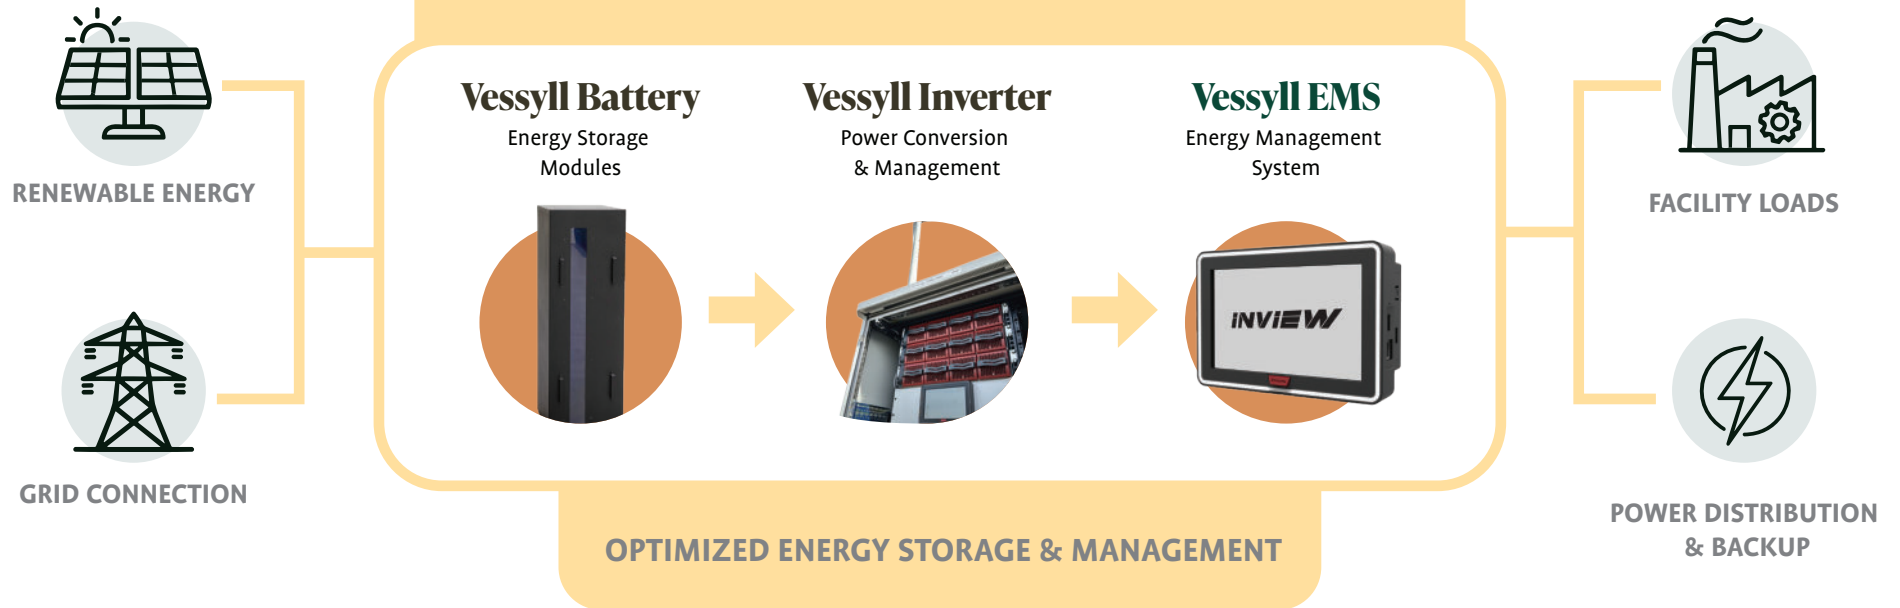 RENEWABLE ENERGY
GRID CONNECTION
Vessyll Battery
Energy Storage
Modules
Vessyll Inverter
Power Conversion
& Management
Vessyll EMS
Energy Management
System
INVIEW
OPTIMIZED ENERGY STORAGE & MANAGEMENT
FACILITY LOADS
POWER DISTRIBUTION
& BACKUP